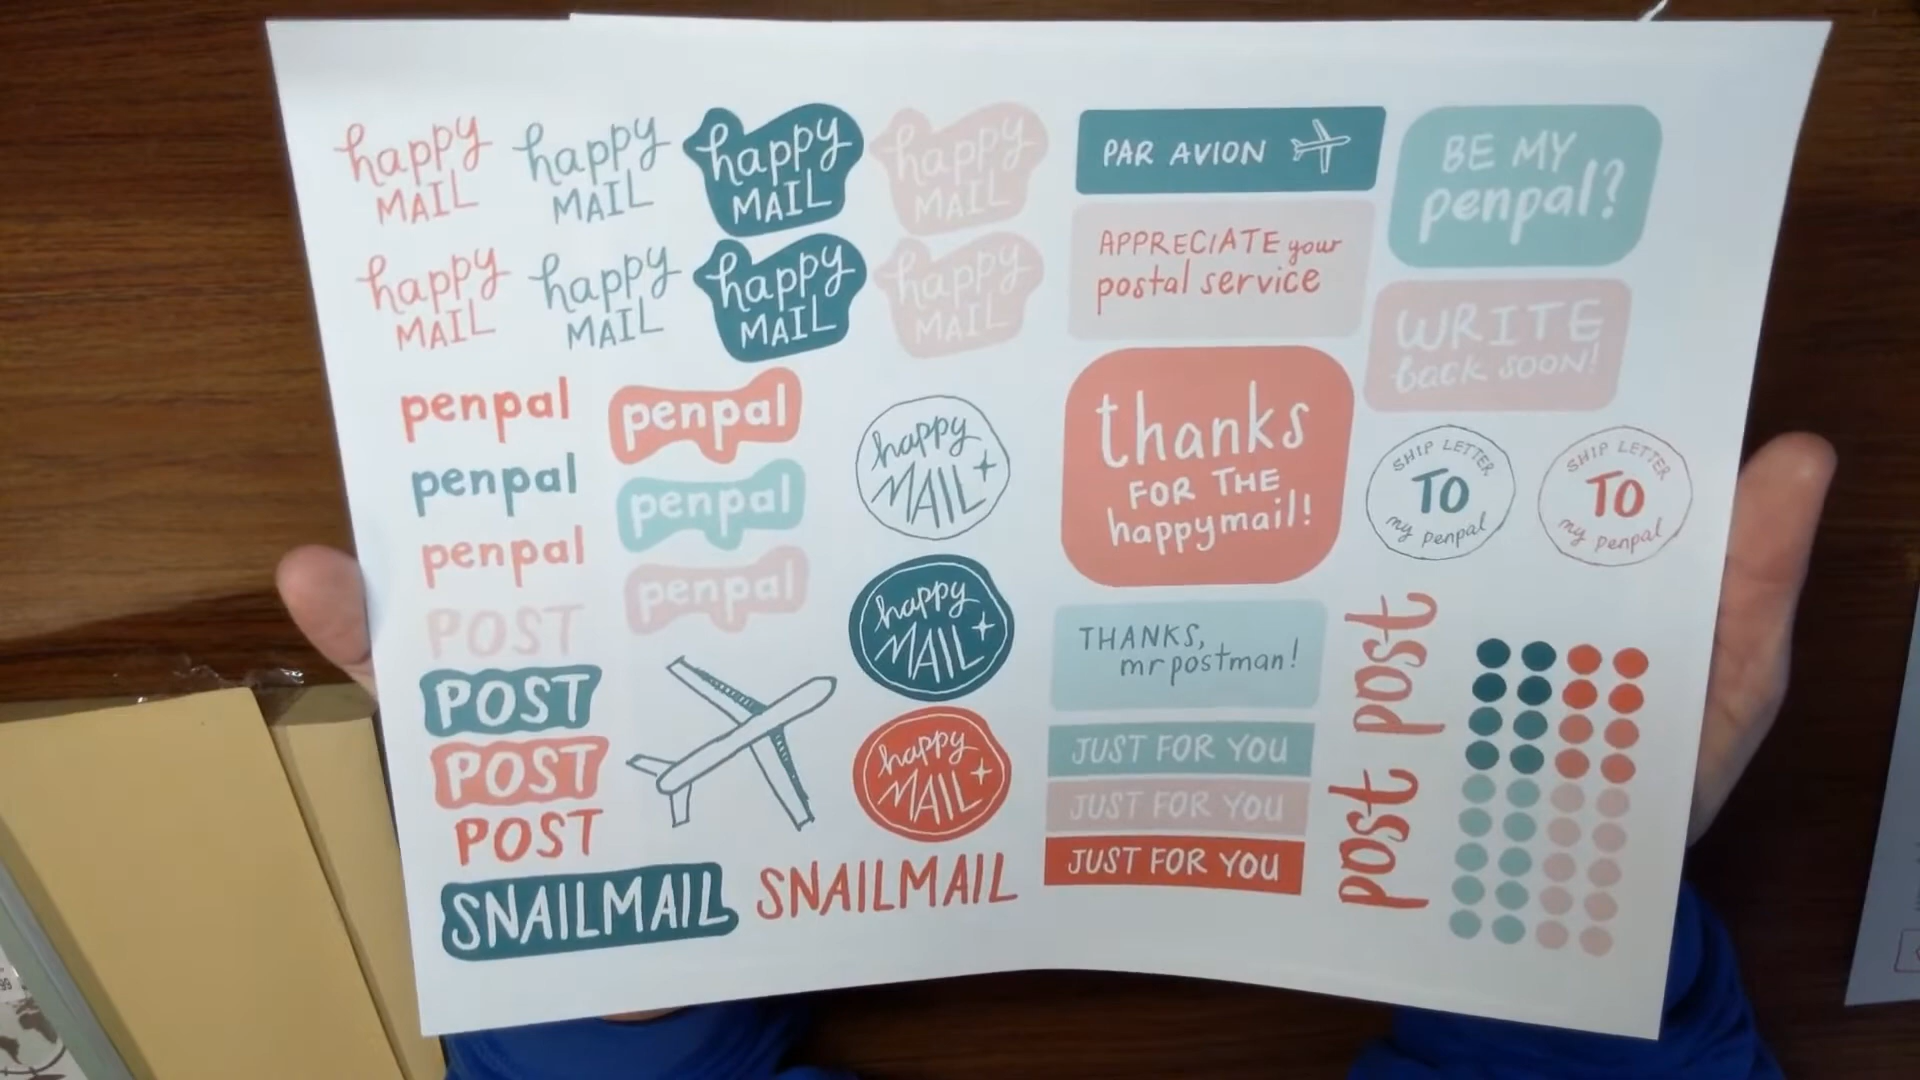 happy
MAIL
happy
MAIL
happy
MAIL
happy
MAIL
happy
MAIL
happy
MAIL
happy
MAIL
happy
MAIL
penpal
penpal
penpal
penpal
penpal
penpal
POST
POST
POST
POST
SNAILMAIL
SNAILMAIL
happy
MAIL
happy
MAIL
happy
MAIL
PAR AVION
APPRECIATE your
postal service
thanks
FOR THE
happymail!
THANKS,
mr postman!
JUST FOR YOU
JUST FOR YOU
JUST FOR YOU
BE MY
penpal?
WRITE
back soon!
SHIP LETTER
TO
my penpal
SHIP LETTER
TO
my penpal
post post
post